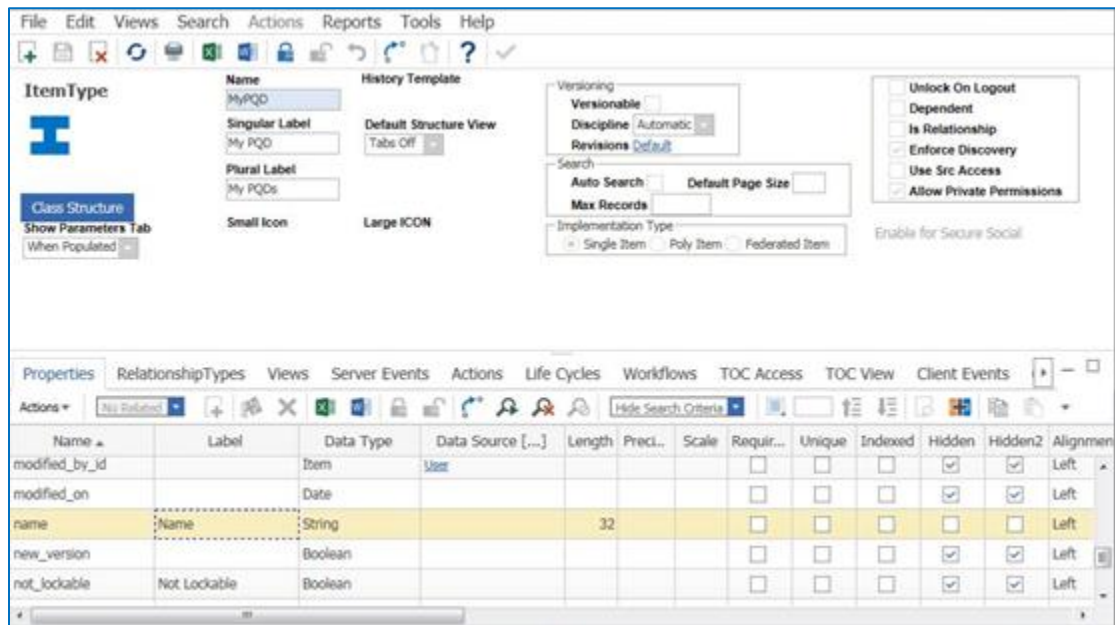 File Edit Views Search Actions Reports Tools Help
ItemType
Name
MyPQD
Singular Label
My PQD
Plural Label
My PQDs
Small Icon
Class Structure
Show Parameters Tab
When Populated
History Template
Default Structure View
Tabs Off
Large ICON
Versioning
Versionable
Discipline Automatic
Revisions Default
Search
Auto Search Default Page Size
Max Records
Implementation Type
Single Item Poly Item Federated Item
Unlock On Logout
Dependent
Is Relationship
Enforce Discovery
Use Src Access
Allow Private Permissions
Enable for Secure Social
Properties RelationshipTypes Views Server Events Actions Life Cycles Workflows TOC Access TOC View Client Events
Actions No Related Hide Search Criteria
Name Label Data Type Data Source [...] Length Preci... Scale Requir... Unique Indexed Hidden Hidden2 Alignmen
modified_by_id Item User Left
modified_on Date Left
name Name String 32 Left
new_version Boolean Left
not_lockable Not Lockable Boolean Left